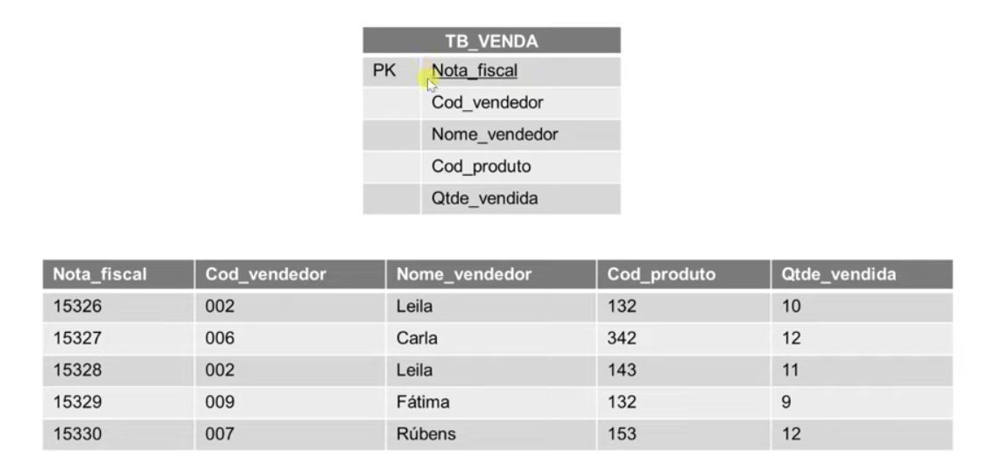 TB_VENDA
PK Nota_fiscal
Cod_vendedor
Nome_vendedor
Cod_produto
Qtde_vendida
Nota_fiscal Cod_vendedor Nome_vendedor Cod_produto Qtde_vendida
15326 002 Leila 132 10
15327 006 Carla 342 12
15328 002 Leila 143 11
15329 009 Fátima 132 9
15330 007 Rúbens 153 12